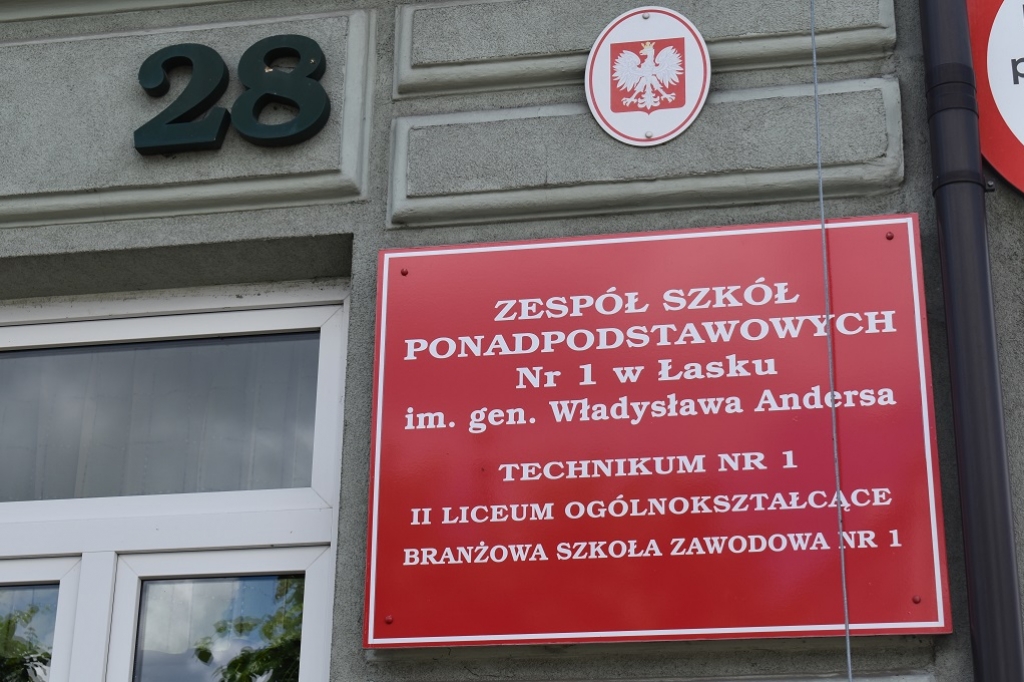 28
ZESPÓŁ SZKÓŁ
PONADPODSTAWOWYCH
Nr 1 w Łasku
im. gen. Władysława Andersa
TECHNIKUM NR 1
II LICEUM OGÓLNOKSZTAŁCĄCE
BRANŻOWA SZKOŁA ZAWODOWA NR 1